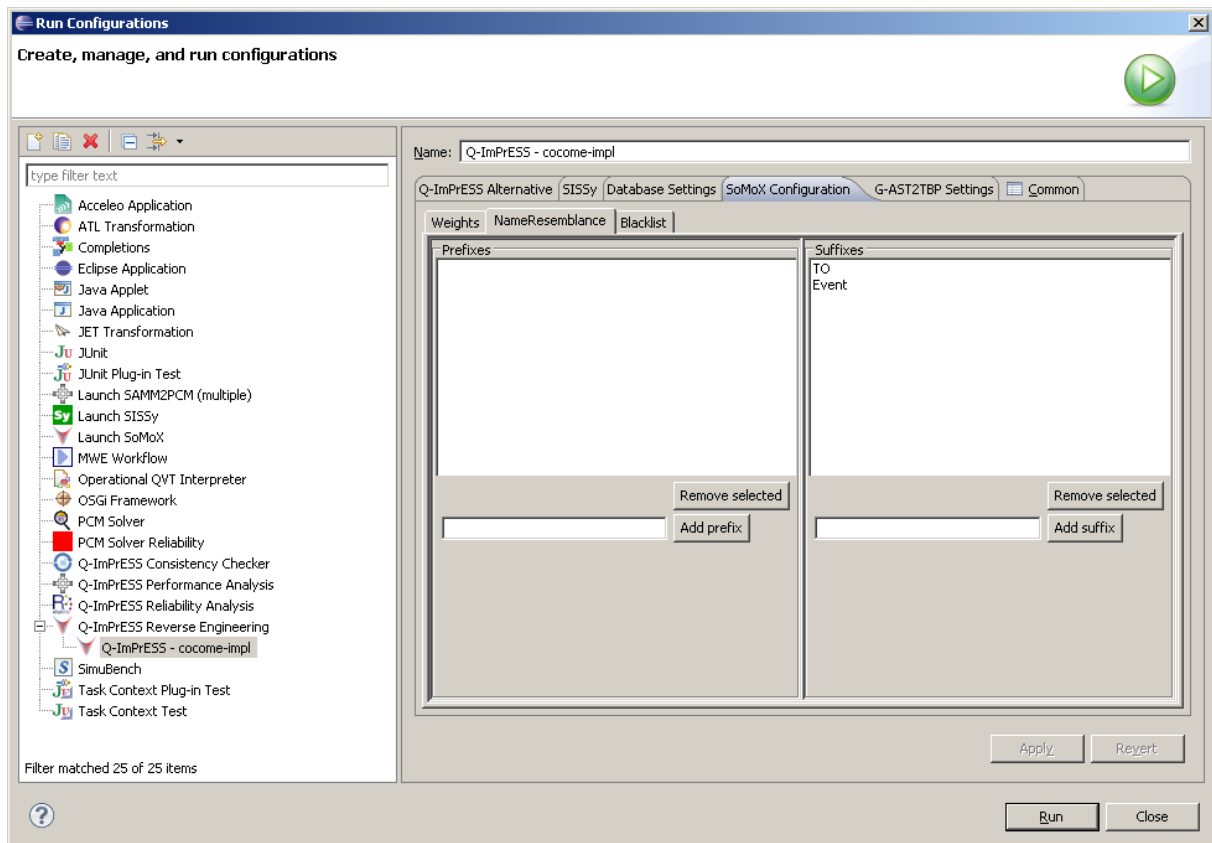 Run Configurations
Create, manage, and run configurations
type filter text
Acceleo Application
ATL Transformation
Completions
Eclipse Application
Java Applet
Java Application
JET Transformation
JUnit
JUnit Plug-in Test
Launch SAMM2PCM (multiple)
Launch SISSy
Launch SoMoX
MWE Workflow
Operational QVT Interpreter
OSGi Framework
PCM Solver
PCM Solver Reliability
Q-ImPrESS Consistency Checker
Q-ImPrESS Performance Analysis
Q-ImPrESS Reliability Analysis
Q-ImPrESS Reverse Engineering
Q-ImPrESS - cocome-impl
SimuBench
Task Context Plug-in Test
Task Context Test
Filter matched 25 of 25 items
Name: Q-ImPrESS - cocome-impl
Q-ImPrESS Alternative SISSy Database Settings SoMoX Configuration G-AST2TBP Settings Common
Weights NameResemblance Blacklist
Prefixes
Remove selected
Add prefix
Suffixes
TO
Event
Remove selected
Add suffix
Apply Revert
Run Close